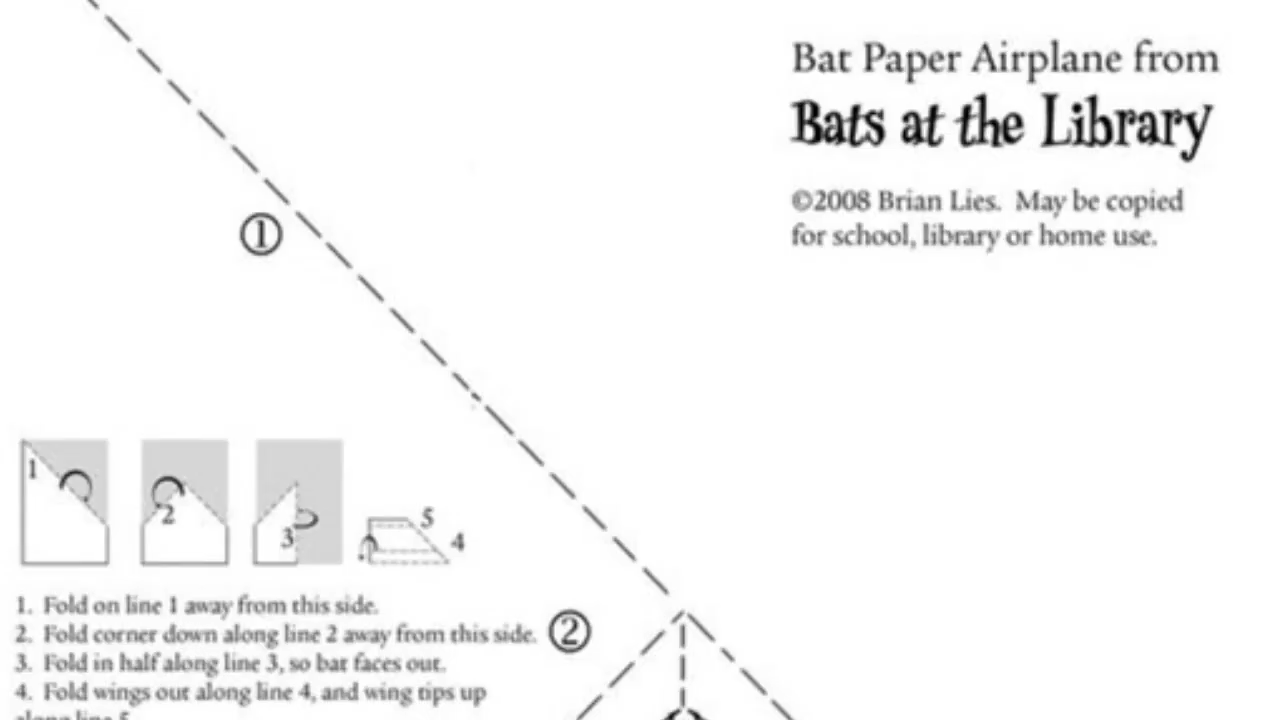 Bat Paper Airplane from
Bats at the Library
©2008 Brian Lies. May be copied
for school, library or home use.
①
1
2
3
5
4
1. Fold on line 1 away from this side.
2. Fold corner down along line 2 away from this side.
②
3. Fold in half along line 3, so bat faces out.
4. Fold wings out along line 4, and wing tips up
along line 5